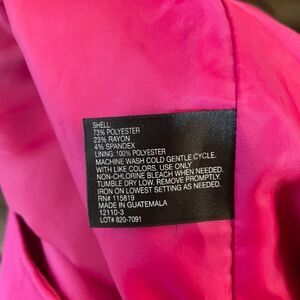 SHELL:
73% POLYESTER
23% RAYON
4% SPANDEX
LINING: 100% POLYESTER
MACHINE WASH COLD GENTLE CYCLE.
WITH LIKE COLORS. USE ONLY
NON-CHLORINE BLEACH WHEN NEEDED.
TUMBLE DRY LOW. REMOVE PROMPTLY.
IRON ON LOWEST SETTING AS NEEDED.
RN# 115819
MADE IN GUATEMALA
12110-3
LOT# 820-7091